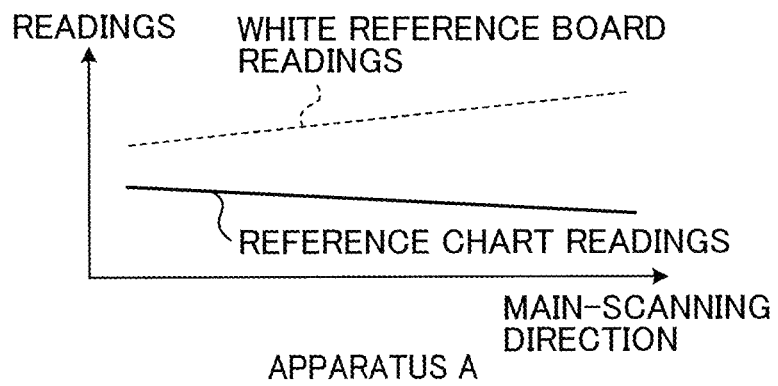 READINGS
WHITE REFERENCE BOARD
READINGS
REFERENCE CHART READINGS
MAIN-SCANNING
DIRECTION
APPARATUS A